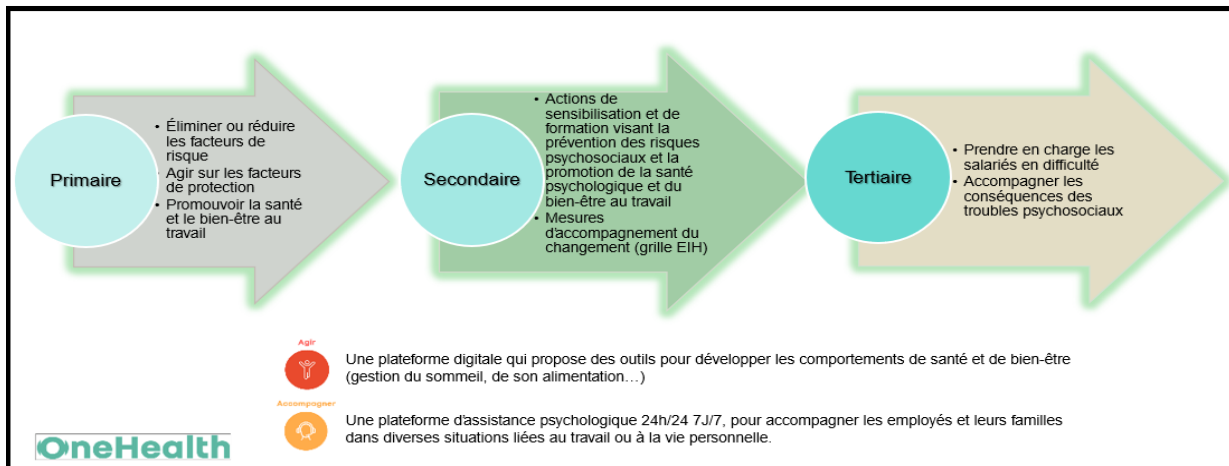 Primaire
• Éliminer ou réduire
les facteurs de
risque
• Agir sur les facteurs
de protection
• Promouvoir la santé
et le bien-être au
travail
Secondaire
• Actions de
sensibilisation et de
formation visant la
prévention des risques
psychosociaux et la
promotion de la santé
psychologique et du
bien-être au travail
• Mesures
d'accompagnement du
changement (grille EIH)
Tertiaire
• Prendre en charge les
salariés en difficulté
• Accompagner les
conséquences des
troubles psychosociaux
Agir
Une plateforme digitale qui propose des outils pour développer les comportements de santé et de bien-être
(gestion du sommeil, de son alimentation…)
Accompagner
Une plateforme d'assistance psychologique 24h/24 7J/7, pour accompagner les employés et leurs familles
dans diverses situations liées au travail ou à la vie personnelle.
OneHealth